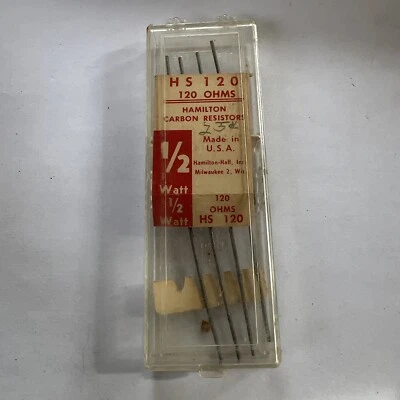 HS 120
120 OHMS
HAMILTON
CARBON RESISTORS
23¢
Made in
U.S.A.
Hamilton-Hall, Inc
Milwaukee 2, Wis
1/2
Watt
1/2
Watt
120
OHMS
HS 120